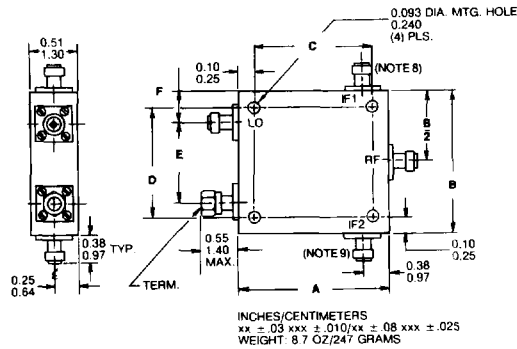 0.093 DIA. MTG. HOLE
0.240
(4) PLS.
0.51
1.30
0.10
0.25
C
(NOTE 8)
F
IF1
LO
B
2
E
RF
D
B
0.38 TYP.
0.97
IF2
0.55
1.40
MAX.
(NOTE 9)
0.10
0.25
0.25
0.64
0.38
0.97
TERM.
A
INCHES/CENTIMETERS
xx ±.03 xxx ±.010/xx ±.08 xxx ±.025
WEIGHT: 8.7 OZ/247 GRAMS